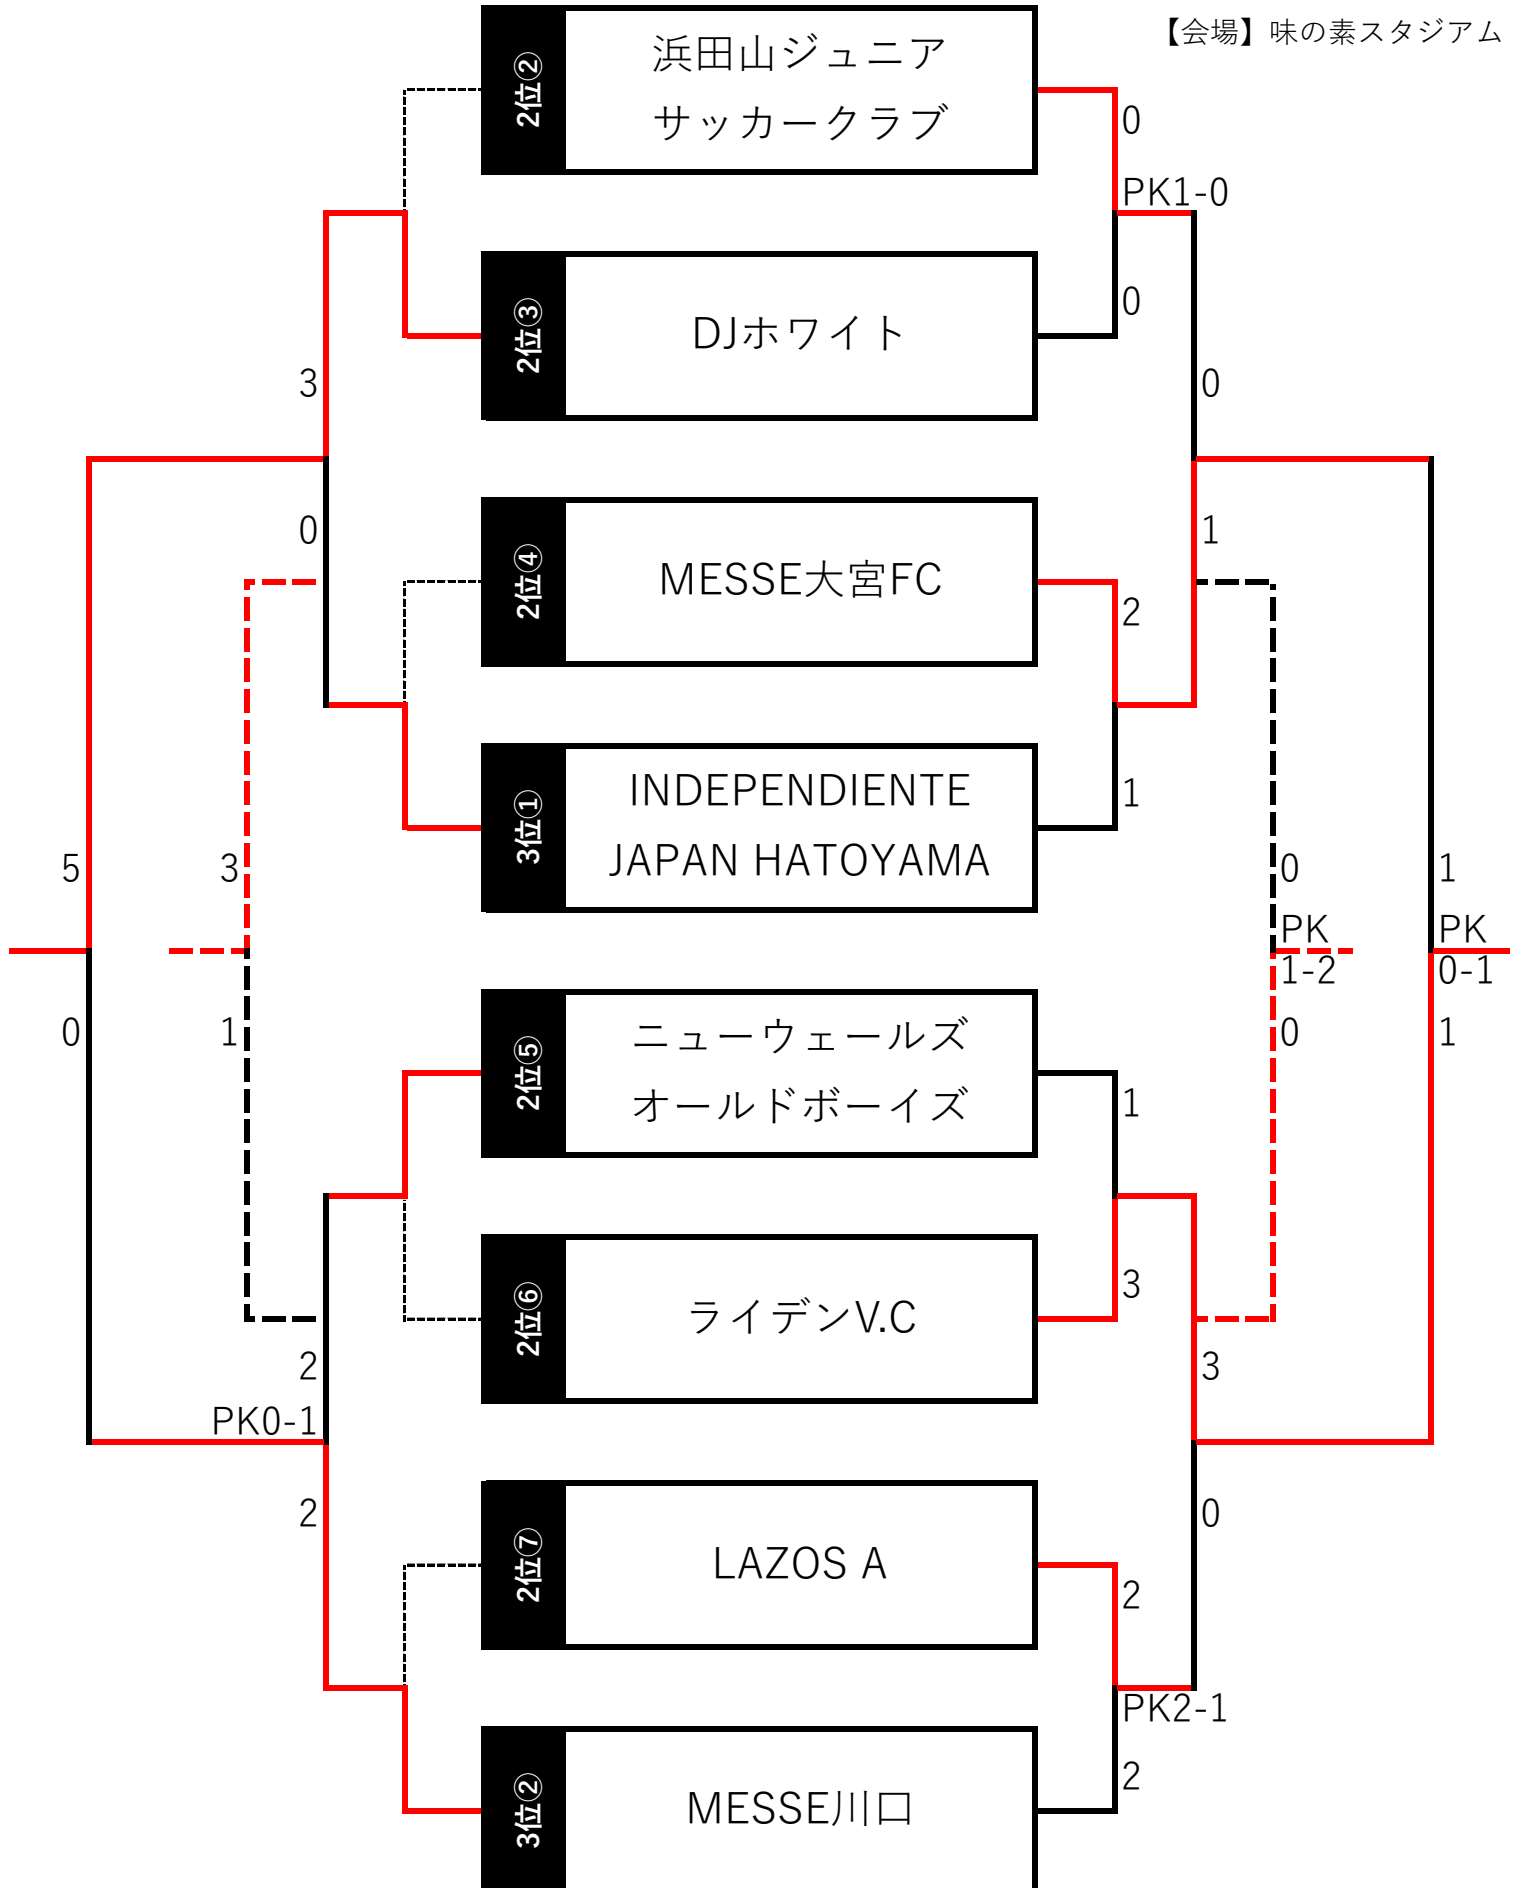 【会場】味の素スタジアム
2位②
浜田山ジュニア
サッカークラブ
0
PK1-0
0
2位③
DJホワイト
3
0
0
1
2位④
MESSE大宮FC
2
1
3位①
INDEPENDIENTE
JAPAN HATOYAMA
5
3
0
1
PK
1-2
PK
0-1
0
1
0
1
2位⑤
ニューウェールズ
オールドボーイズ
1
3
2位⑥
ライデンV.C
2
PK0-1
2
3
0
2位⑦
LAZOS A
2
PK2-1
2
3位②
MESSE川口